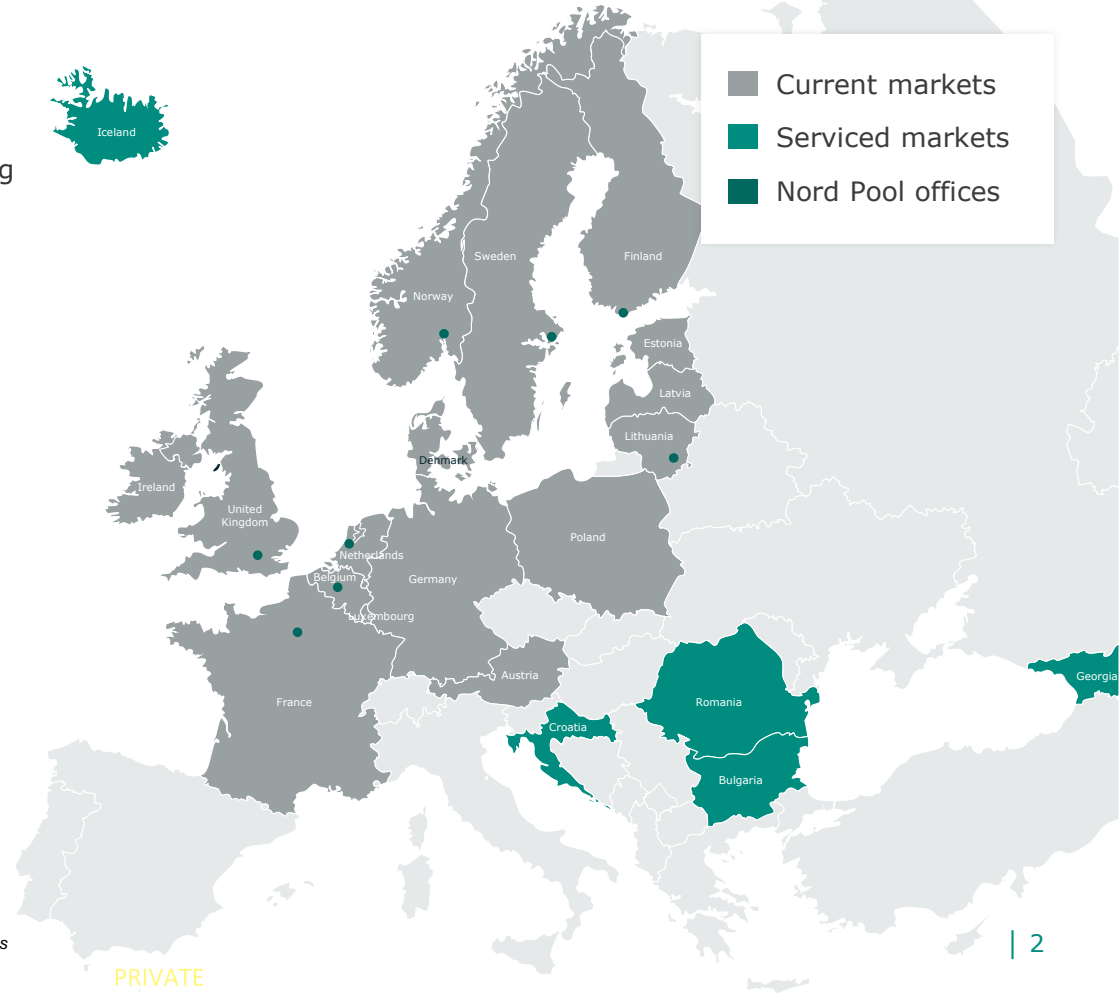 Current markets
Serviced markets
Nord Pool offices
Iceland
g
Sweden
Finland
Norway
Estonia
Latvia
Lithuania
Denmark
Ireland
United
Kingdom
Poland
Netherlands
Belgium
Germany
Luxembourg
Austria
France
Georgia
Romania
Croatia
Bulgaria
s
| 2
PRIVATE